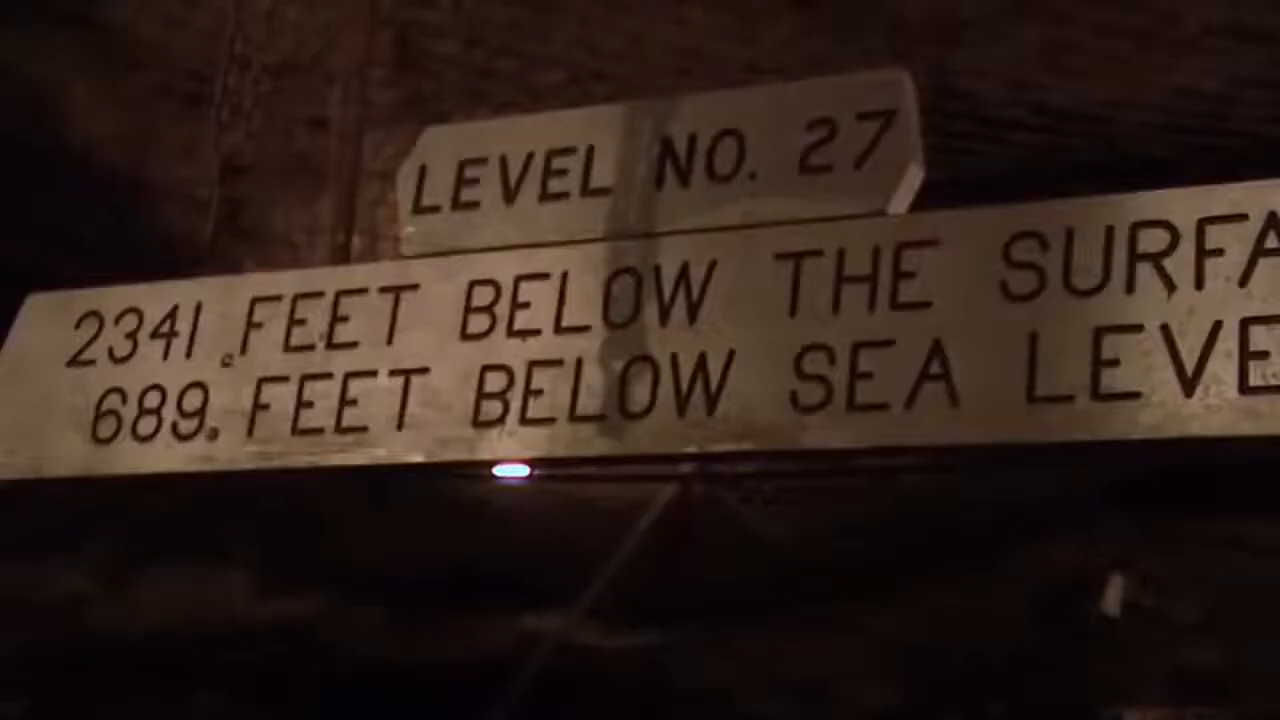 LEVEL NO. 27
2341 FEET BELOW THE SURFA
689. FEET BELOW SEA LEVE